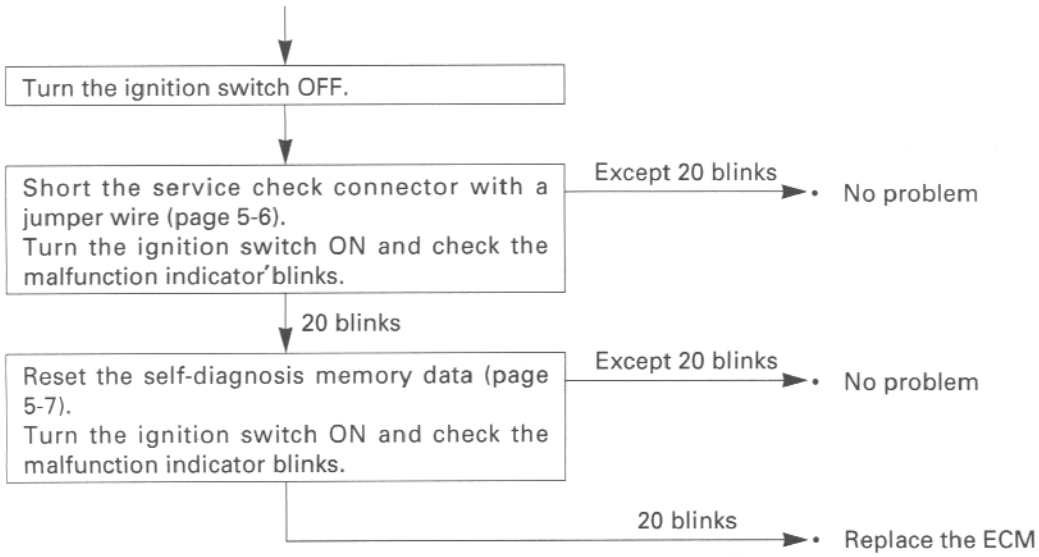 Turn the ignition switch OFF.
Short the service check connector with a
jumper wire (page 5-6).
Turn the ignition switch ON and check the
malfunction indicator'blinks.
Except 20 blinks
• No problem
20 blinks
Reset the self-diagnosis memory data (page
5-7).
Turn the ignition switch ON and check the
malfunction indicator blinks.
Except 20 blinks
• No problem
20 blinks
• Replace the ECM